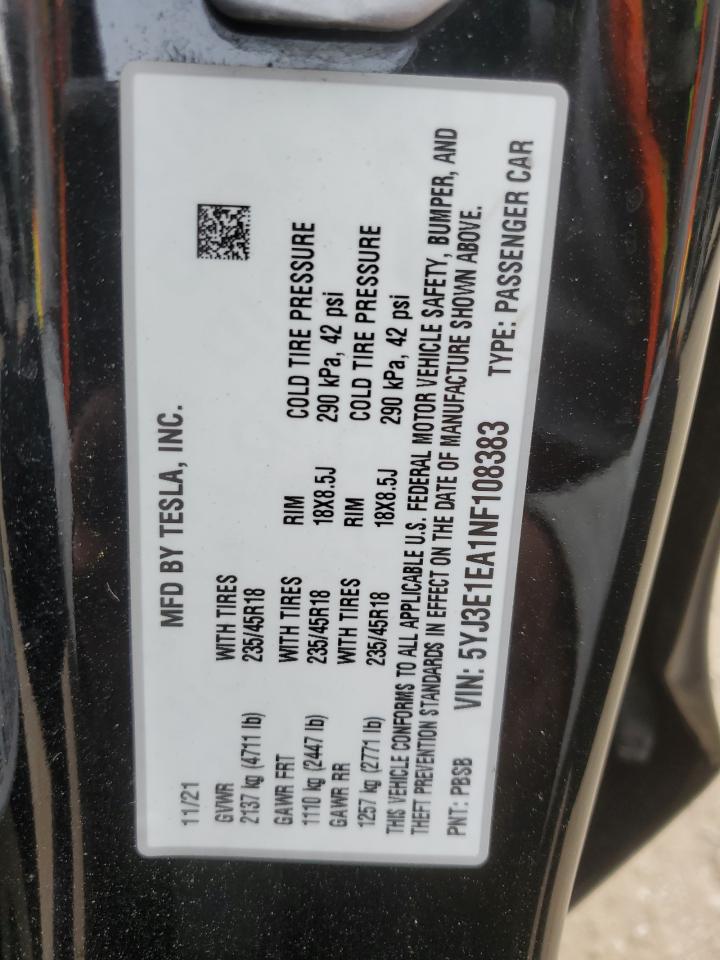 MFD BY TESLA, INC.
11/21
GVWR WITH TIRES
2137 kg (4711 lb) 235/45R18
GAWR FRT WITH TIRES RIM COLD TIRE PRESSURE
1110 kg (2447 lb) 235/45R18 18X8.5J 290 kPa, 42 psi
GAWR RR WITH TIRES RIM COLD TIRE PRESSURE
1257 kg (2771 lb) 235/45R18 18X8.5J 290 kPa, 42 psi
THIS VEHICLE CONFORMS TO ALL APPLICABLE U.S. FEDERAL MOTOR VEHICLE SAFETY, BUMPER, AND
THEFT PREVENTION STANDARDS IN EFFECT ON THE DATE OF MANUFACTURE SHOWN ABOVE.
PNT: PBSB VIN: 5YJ3E1EA1NF108383 TYPE: PASSENGER CAR